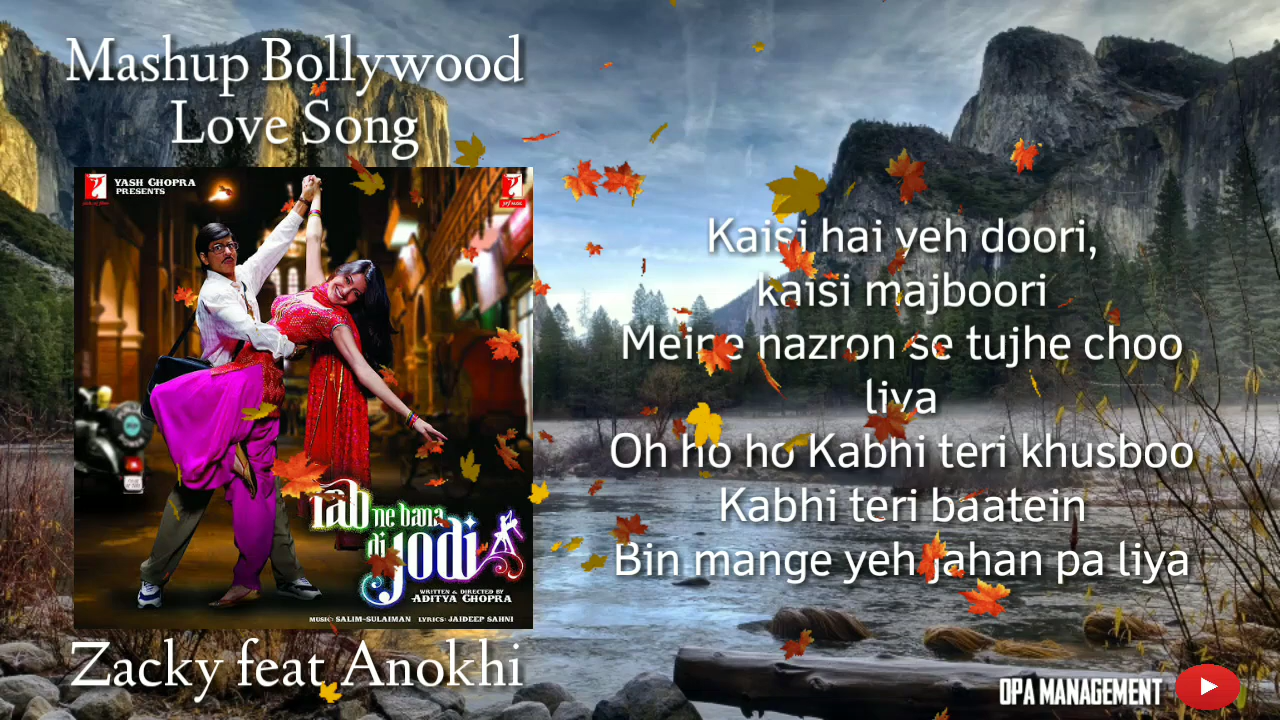 Mashup Bollywood
Love Song
YASH CHOPRA
PRESENTS
rab ne bana
di jodi
WRITTEN & DIRECTED BY
ADITYA CHOPRA
MUSIC: SALIM-SULAIMAN LYRICS: JAIDEEP SAHNI
Zacky feat Anokhi
Kaisi hai yeh doori,
kaisi majboori
Meine nazron se tujhe choo
liya
Oh ho ho Kabhi teri khusboo
Kabhi teri baatein
Bin mange yeh jahan pa liya
OPA MANAGEMENT